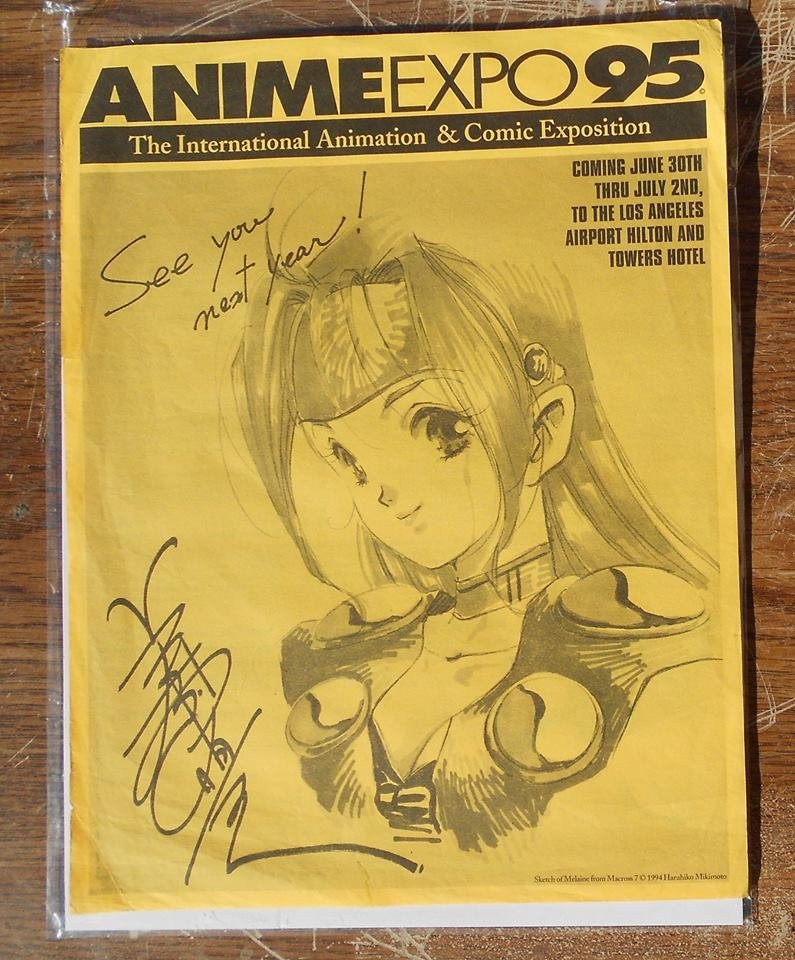 ANIMEEXPO95
The International Animation & Comic Exposition
COMING JUNE 30TH
THRU JULY 2ND,
TO THE LOS ANGELES
AIRPORT HILTON AND
TOWERS HOTEL
See you
next year!
Sketch of Melaine from Macross 7 © 1994 Haruhiko Mikimoto